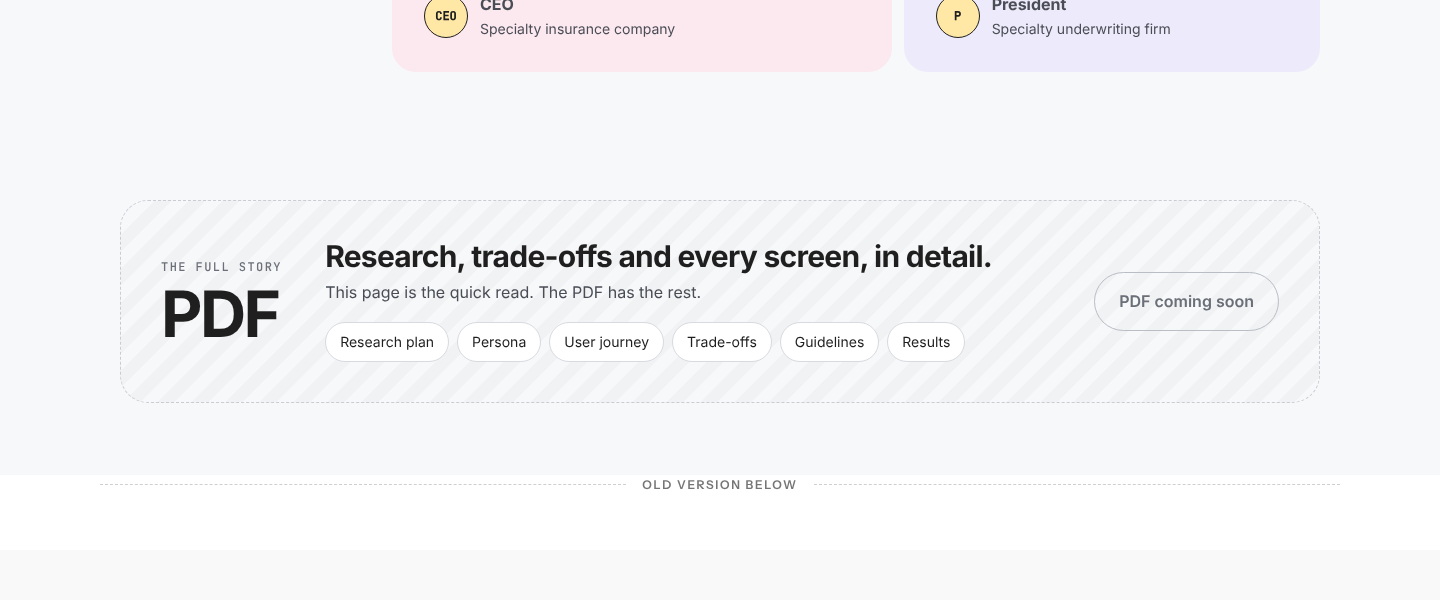 CEO
CEO
Specialty insurance company
P
President
Specialty underwriting firm
THE FULL STORY
PDF
Research, trade-offs and every screen, in detail.
This page is the quick read. The PDF has the rest.
Research plan
Persona
User journey
Trade-offs
Guidelines
Results
PDF coming soon
OLD VERSION BELOW